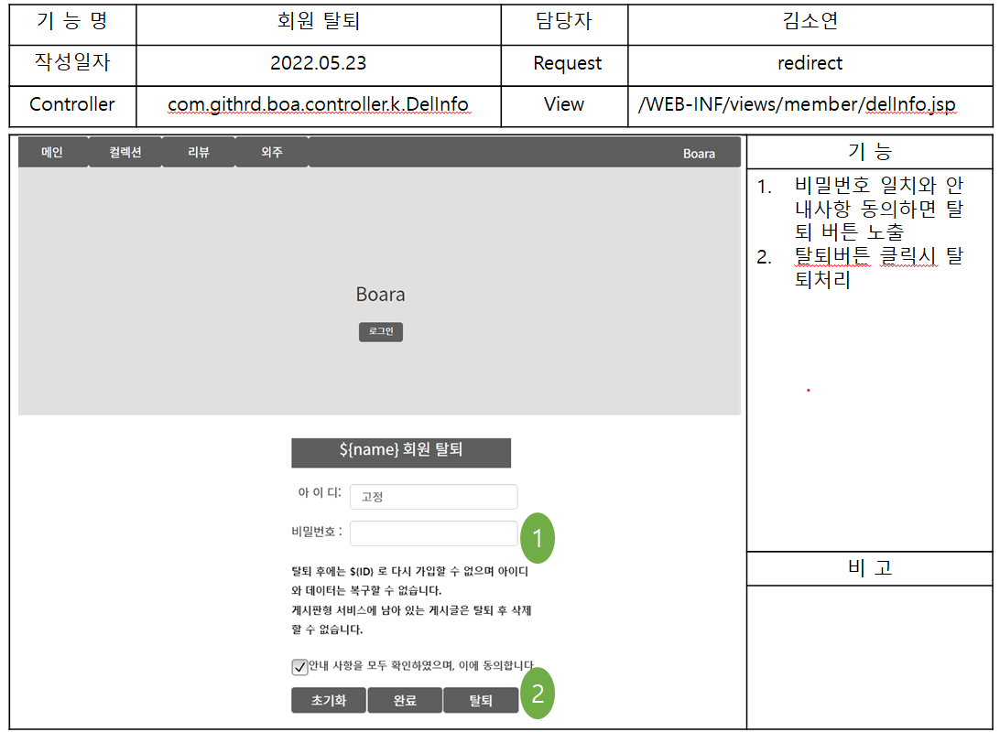 기 능 명 회원 탈퇴 담당자 김소연
작성일자 2022.05.23 Request redirect
Controller com.githrd.boa.controller.k.DelInfo View /WEB-INF/views/member/delInfo.jsp
메인 컬렉션 리뷰 외주 Boara
Boara
로그인
${name} 회원 탈퇴
아 이 디: 고정
비밀번호 :
1
탈퇴 후에는 ${ID} 로 다시 가입할 수 없으며 아이디
와 데이터는 복구할 수 없습니다.
게시판형 서비스에 남아 있는 게시글은 탈퇴 후 삭제
할 수 없습니다.
안내 사항을 모두 확인하였으며, 이에 동의합니다
초기화 완료 탈퇴
2
기 능
1. 비밀번호 일치와 안
내사항 동의하면 탈
퇴 버튼 노출
2. 탈퇴버튼 클릭시 탈
퇴처리
비 고